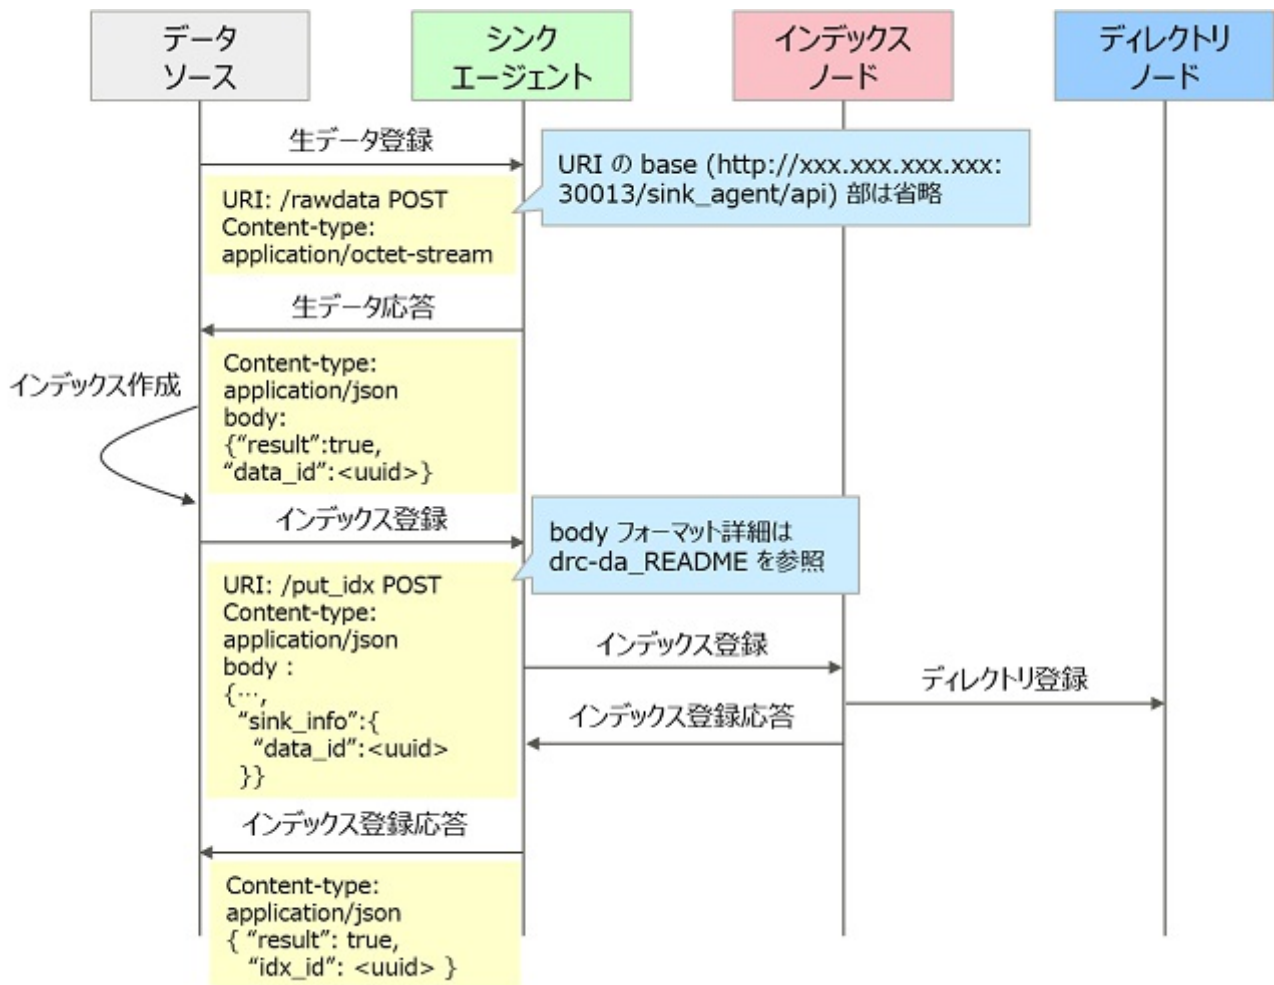 データ
ソース
シンク
エージェント
インデックス
ノード
ディレクトリ
ノード
生データ登録
URI の base (http://xxx.xxx.xxx.xxx:
30013/sink_agent/api) 部は省略
URI: /rawdata POST
Content-type:
application/octet-stream
生データ応答
Content-type:
application/json
body:
{“result”:true,
“data_id”:<uuid>}
インデックス作成
インデックス登録
body フォーマット詳細は
drc-da_README を参照
URI: /put_idx POST
Content-type:
application/json
body :
{…,
“sink_info”:{
“data_id”:<uuid>
}}
インデックス登録
ディレクトリ登録
インデックス登録応答
インデックス登録応答
Content-type:
application/json
{ “result”: true,
“idx_id”: <uuid> }